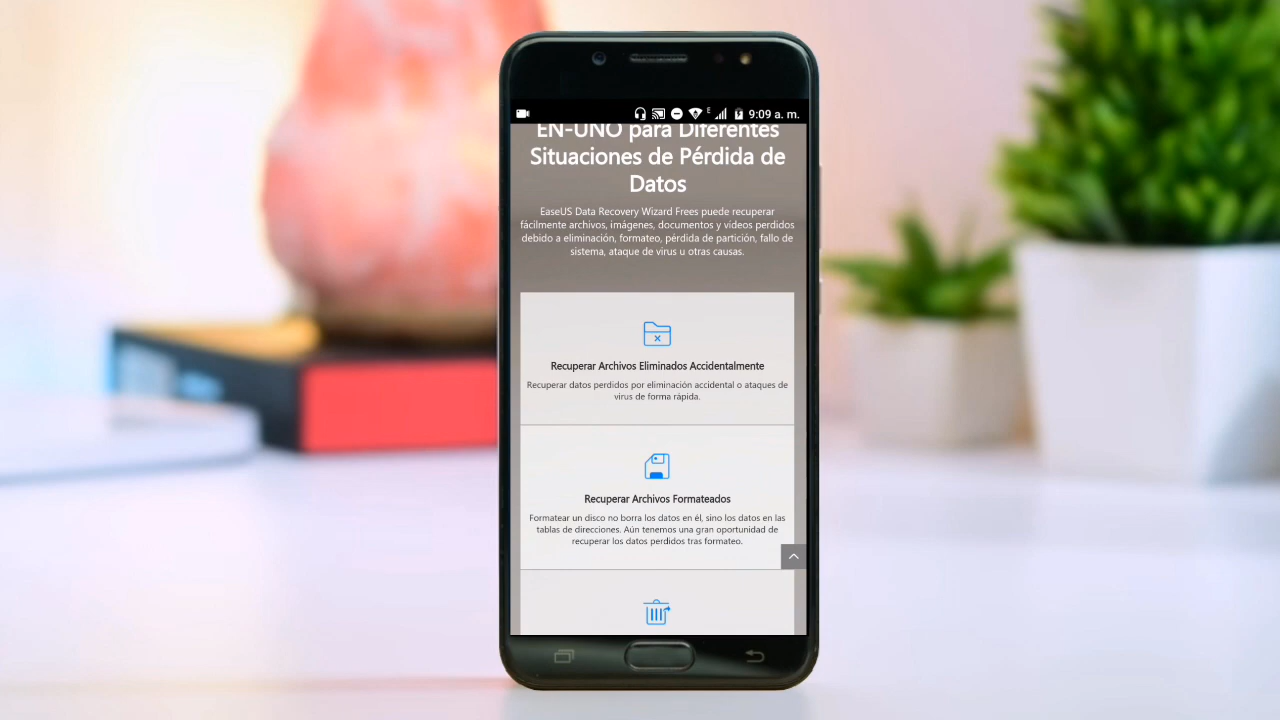 E
9:09 a. m.
EN-UNO para Diferentes
Situaciones de Pérdida de
Datos
EaseUS Data Recovery Wizard Frees puede recuperar
fácilmente archivos, imágenes, documentos y videos perdidos
debido a eliminación, formateo, pérdida de partición, fallo de
sistema, ataque de virus u otras causas.
Recuperar Archivos Eliminados Accidentalmente
Recuperar datos perdidos por eliminación accidental o ataques de
virus de forma rápida.
Recuperar Archivos Formateados
Formatear un disco no borra los datos en él, sino los datos en las
tablas de direcciones. Aún tenemos una gran oportunidad de
recuperar los datos perdidos tras formateo.